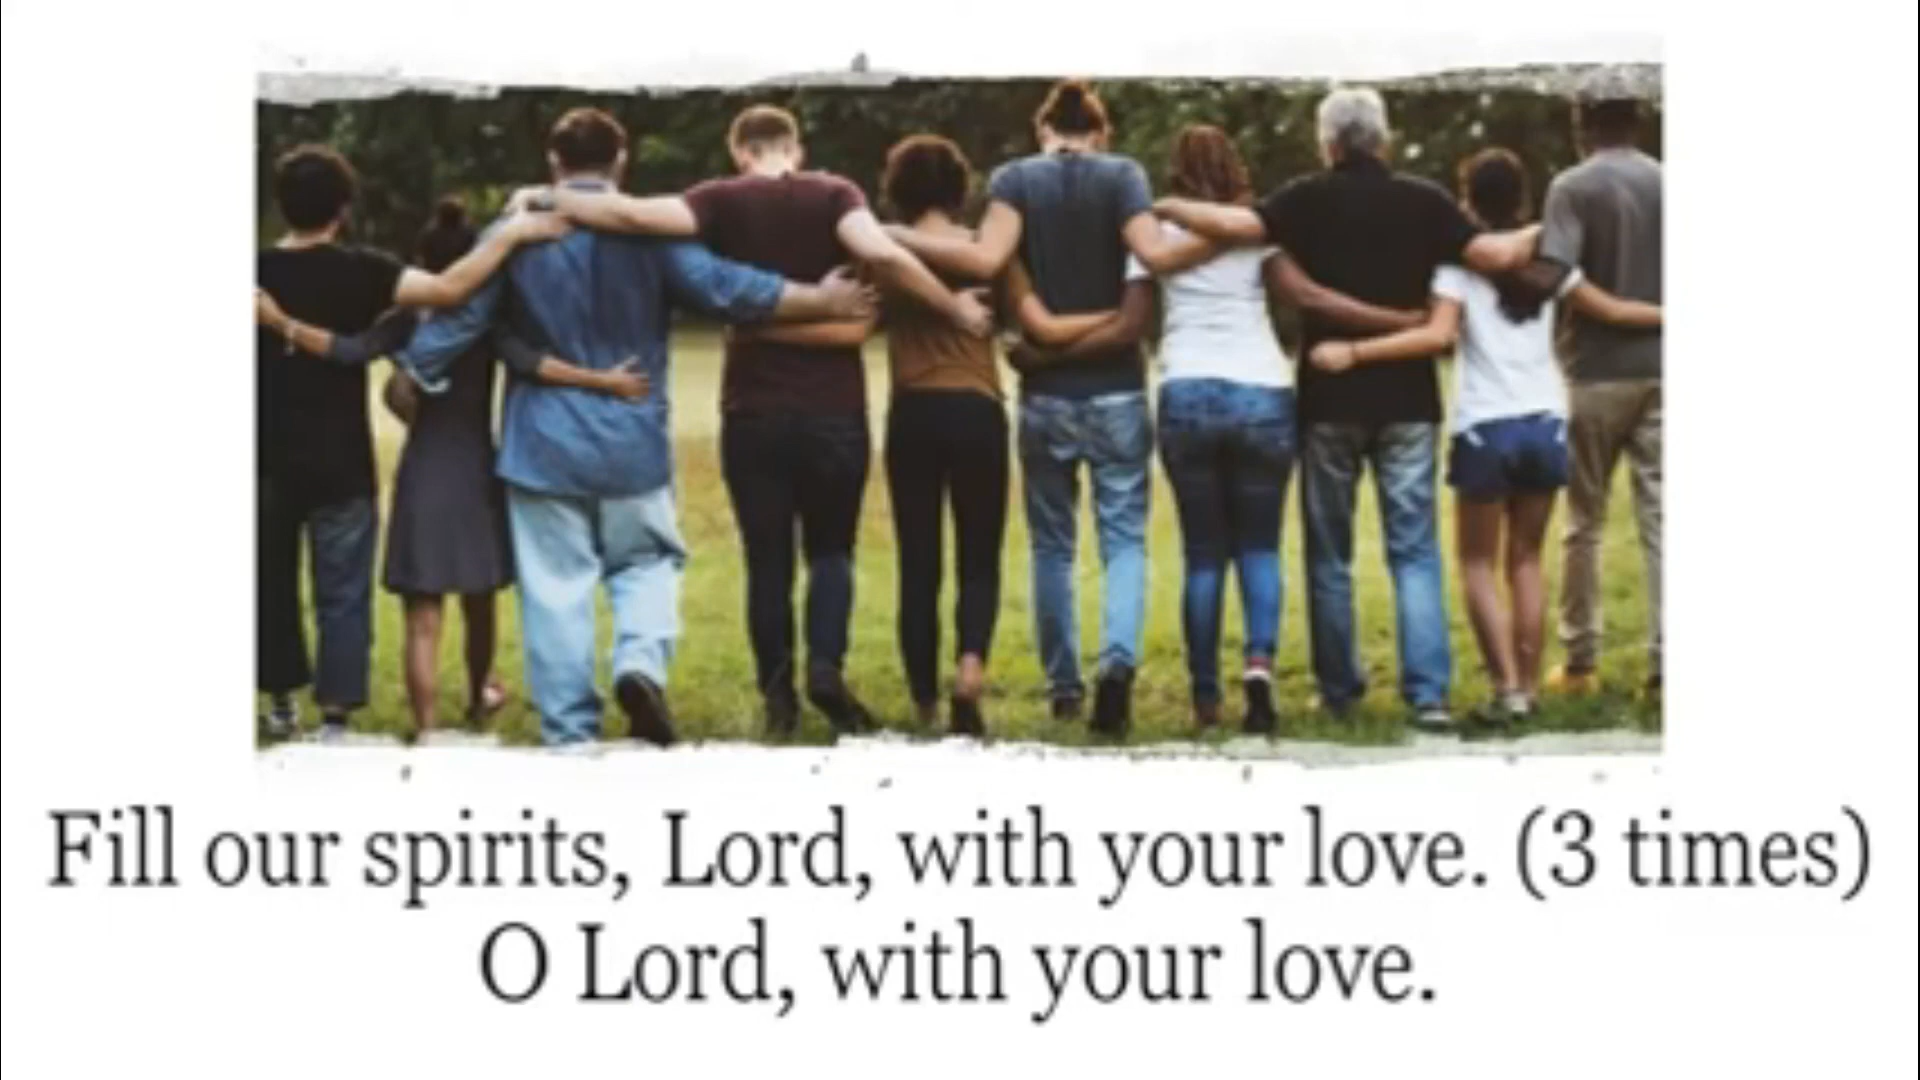 Fill our spirits, Lord, with your love. (3 times)
O Lord, with your love.